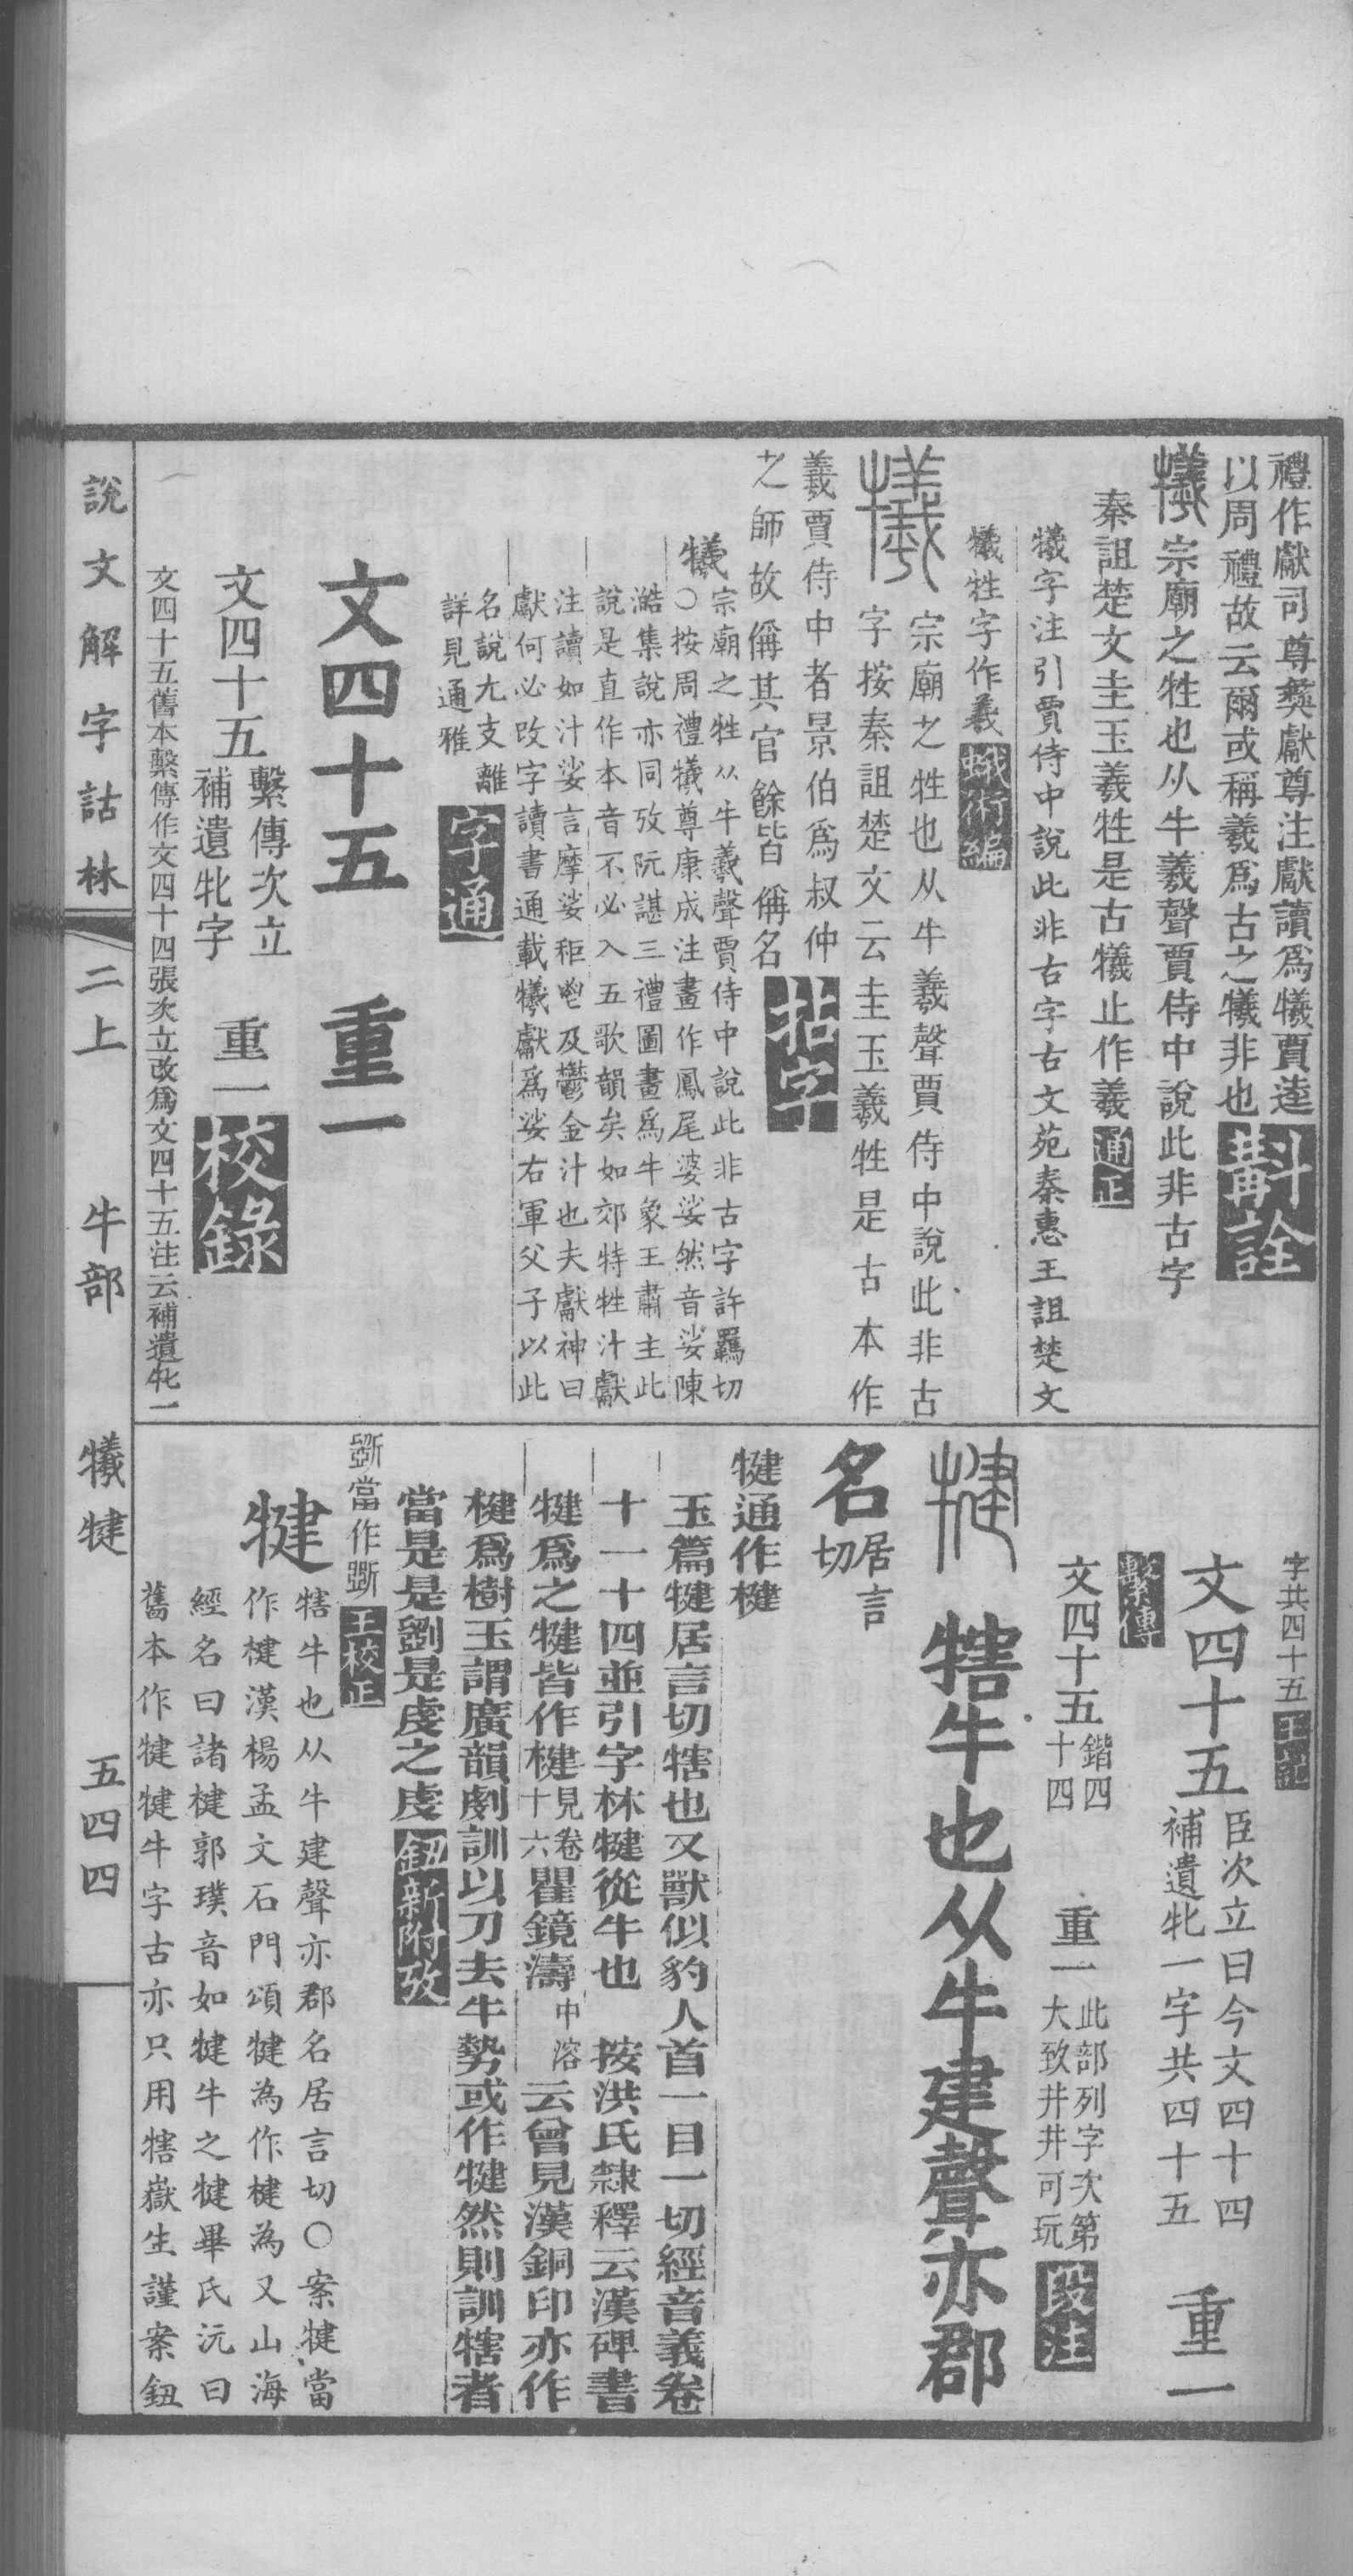 禮作獻司尊彝獻尊注獻讀爲犧賈逵
以周禮故云爾或稱羲爲古之犧非也斠詮
犧宗廟之牲也从牛羲聲賈侍中說此非古字
秦詛楚文圭玉羲牲是古犧止作羲通正
犧字注引賈侍中說此非古字古文苑秦惠王詛楚文
犧牲字作羲蛾術編
犧宗廟之牲也从牛羲聲賈侍中說此非古
字按秦詛楚文云圭玉羲牲是古本作
羲賈侍中者景伯爲叔仲
之師故偁其官餘皆稱名拈字
犧宗廟之牲从牛羲聲賈侍中說此非古字許羈切
○按周禮犧尊康成注畫作鳳尾婆娑然音娑陳
澔集說亦同攷阮諶三禮圖畫爲牛象王肅主此
說是直作本音不必入五歌韻矣如郊特牲汁獻
注讀如汁娑言摩娑秬鬯及鬱金汁也夫獻神曰
獻何必改字讀書通載犧獻爲娑右軍父子以此
名說尢支離
詳見通雅字通
文四十五 重一
文四十五繫傳次立
補遺牝字 重一校錄
文四十五舊本繫傳作文四十四張次立改爲文四十五注云補遺牝一
字共四十五王記
文四十五臣次立曰今文四十四
補遺牝一字共四十五 重一
繫傳
文四十五鍇四
十四 重一此部列字次第
大致井井可玩段注
犍 犗牛也从牛建聲亦郡
名居言
切
犍通作楗
玉篇犍居言切犗也又獸似豹人首一目一切經音義卷
十一十四並引字林犍從牛也 按洪氏隸釋云漢碑書
犍爲之犍皆作楗見卷
十六瞿鏡濤中溶云曾見漢銅印亦作
楗爲樹玉謂廣韻劇訓以刀去牛勢或作犍然則訓犗者
當是是劉是虔之虔鈕新附攷
斵當作斲王校正
犍犗牛也从牛建聲亦郡名居言切○案犍當
作楗漢楊孟文石門頌犍為作楗為又山海
經名曰諸楗郭璞音如犍牛之犍畢氏沅曰
舊本作犍犍牛字古亦只用犗嶽生謹案鈕
說文解字詁林 二上 牛部 犧犍 五四四